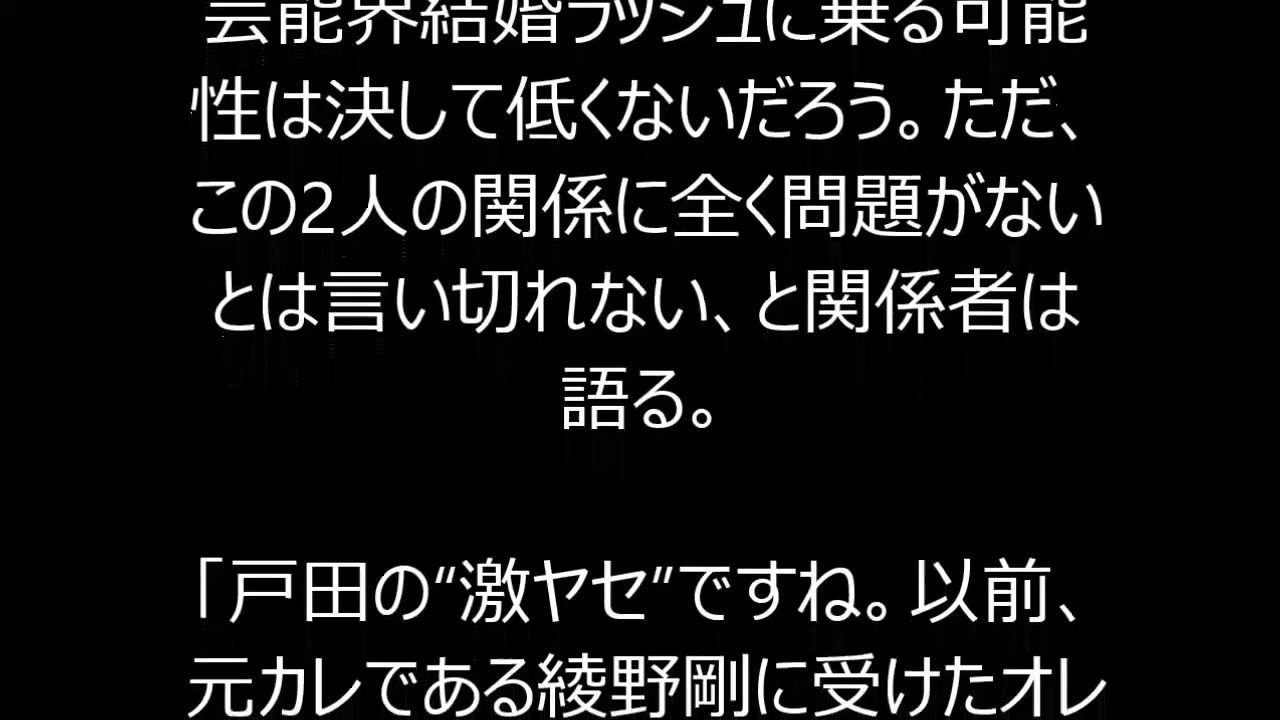 芸能界結婚ラッシュに乗る可能
性は決して低くないだろう。ただ、
この2人の関係に全く問題がない
とは言い切れない、と関係者は
語る。
「戸田の“激ヤセ”ですね。以前、
元カレである綾野剛に受けたオレ